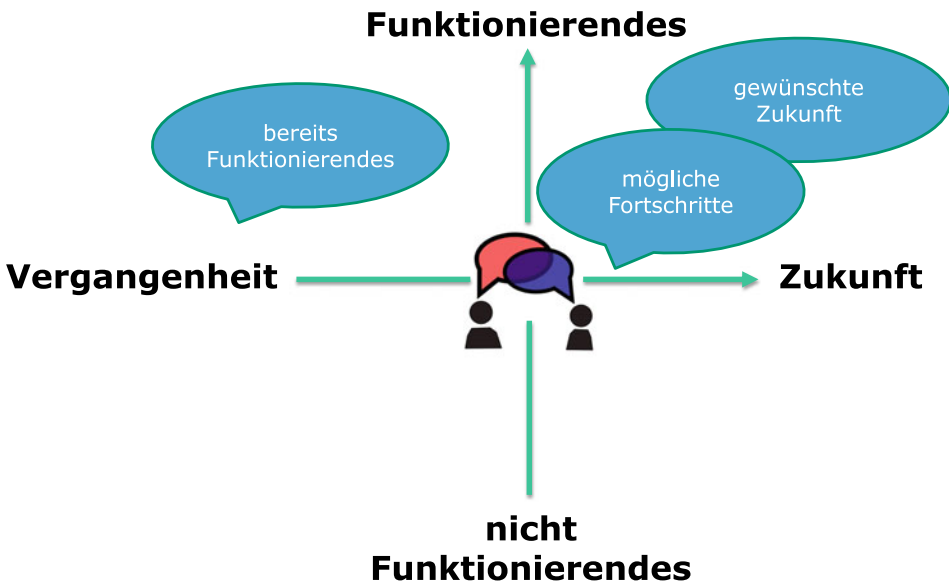 Funktionierendes
gewünschte
Zukunft
bereits
Funktionierendes
mögliche
Fortschritte
Vergangenheit
Zukunft
nicht
Funktionierendes